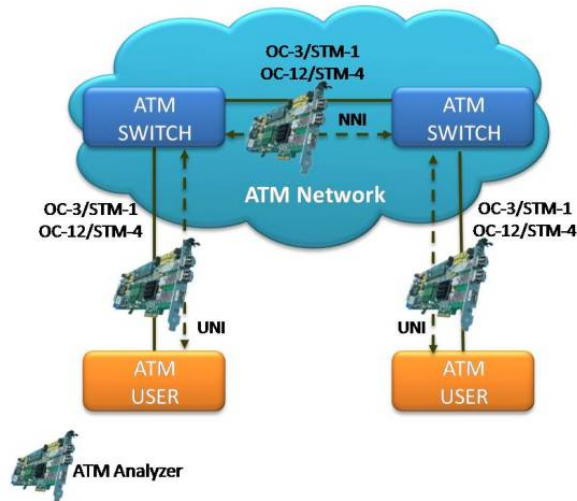 OC-3/STM-1
OC-12/STM-4
ATM
SWITCH
NNI
ATM
SWITCH
ATM Network
OC-3/STM-1
OC-12/STM-4
OC-3/STM-1
OC-12/STM-4
UNI
UNI
ATM
USER
ATM
USER
ATM Analyzer